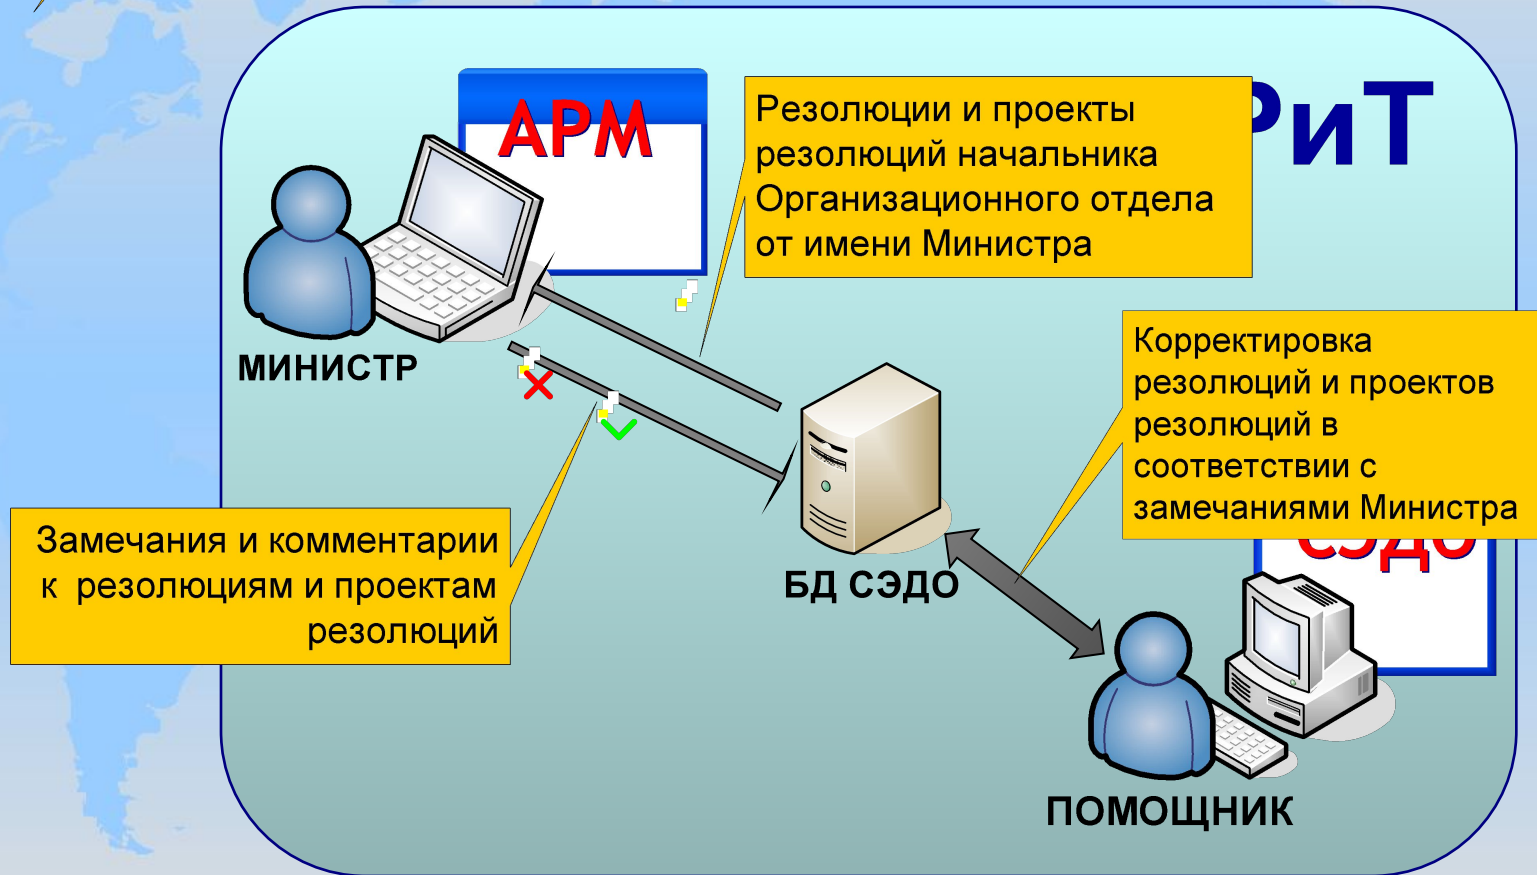 АРМ
Резолюции и проекты
резолюций начальника
Организационного отдела
от имени Министра
РиТ
МИНИСТР
Корректировка
резолюций и проектов
резолюций в
соответствии с
замечаниями Министра
Замечания и комментарии
к резолюциям и проектам
резолюций
БД СЭДО
СЭДО
ПОМОЩНИК